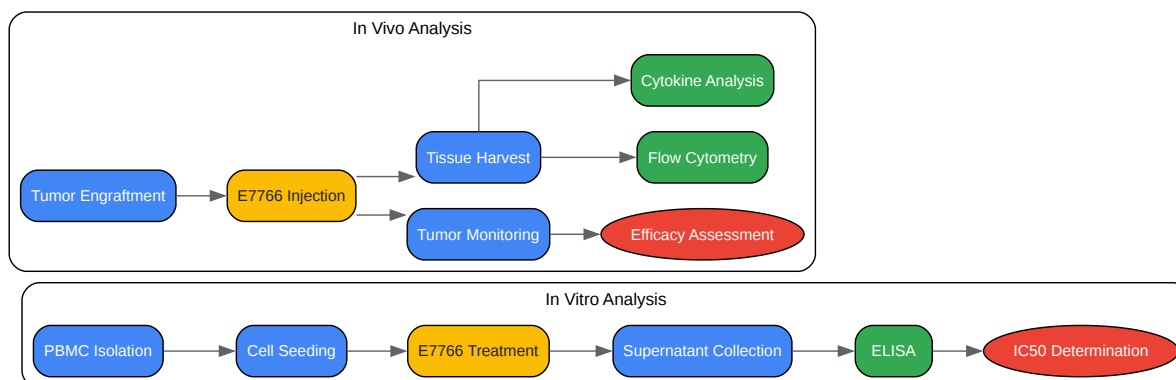 In Vivo Analysis
Cytokine Analysis
Tissue Harvest
Flow Cytometry
Tumor Engraftment
E7766 Injection
Tumor Monitoring
Efficacy Assessment
In Vitro Analysis
PBMC Isolation
Cell Seeding
E7766 Treatment
Supernatant Collection
ELISA
IC50 Determination